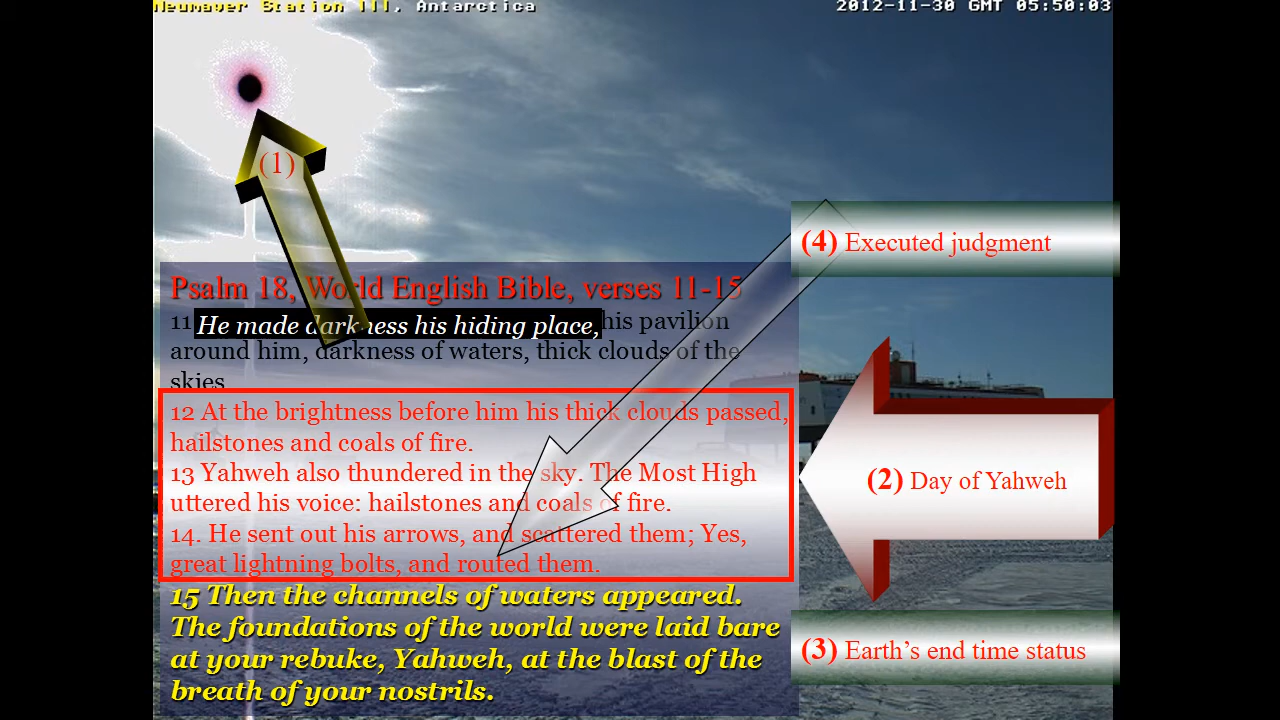 Neumayer Station III, Antarctica
2012-11-30 GMT 05:50:03
(1)
(4) Executed judgment
Psalm 18, World English Bible, verses 11-15
11 He made darkness his hiding place, his pavilion
around him, darkness of waters, thick clouds of the
skies
12 At the brightness before him his thick clouds passed,
hailstones and coals of fire.
13 Yahweh also thundered in the sky. The Most High
uttered his voice: hailstones and coals of fire.
14. He sent out his arrows, and scattered them; Yes,
great lightning bolts, and routed them.
(2) Day of Yahweh
15 Then the channels of waters appeared.
The foundations of the world were laid bare
at your rebuke, Yahweh, at the blast of the
breath of your nostrils.
(3) Earth's end time status